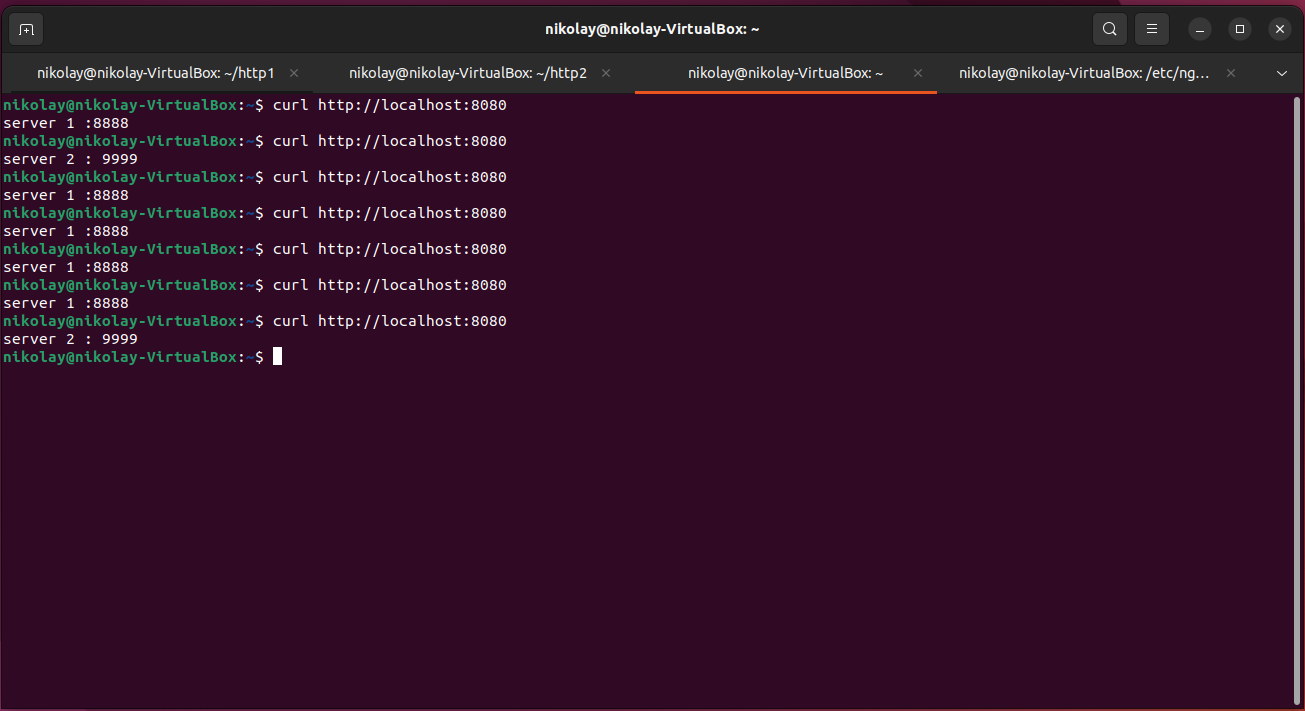 nikolay@nikolay-VirtualBox: ~
nikolay@nikolay-VirtualBox: ~/http1
nikolay@nikolay-VirtualBox: ~/http2
nikolay@nikolay-VirtualBox: ~
nikolay@nikolay-VirtualBox: /etc/ng...
nikolay@nikolay-VirtualBox:~$ curl http://localhost:8080
server 1 :8888
nikolay@nikolay-VirtualBox:~$ curl http://localhost:8080
server 2 : 9999
nikolay@nikolay-VirtualBox:~$ curl http://localhost:8080
server 1 :8888
nikolay@nikolay-VirtualBox:~$ curl http://localhost:8080
server 1 :8888
nikolay@nikolay-VirtualBox:~$ curl http://localhost:8080
server 1 :8888
nikolay@nikolay-VirtualBox:~$ curl http://localhost:8080
server 1 :8888
nikolay@nikolay-VirtualBox:~$ curl http://localhost:8080
server 2 : 9999
nikolay@nikolay-VirtualBox:~$